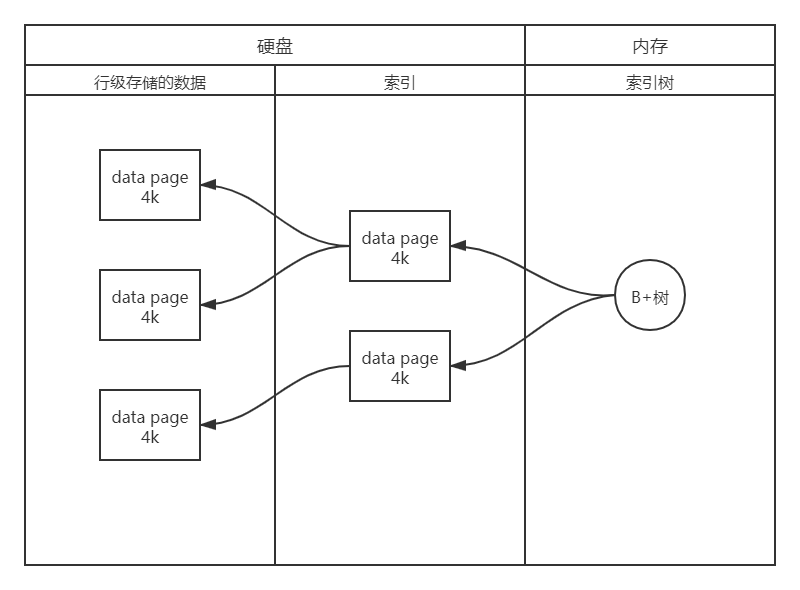 硬盘
内存
行级存储的数据
索引
索引树
data page
4k
data page
4k
data page
4k
data page
4k
data page
4k
B+树